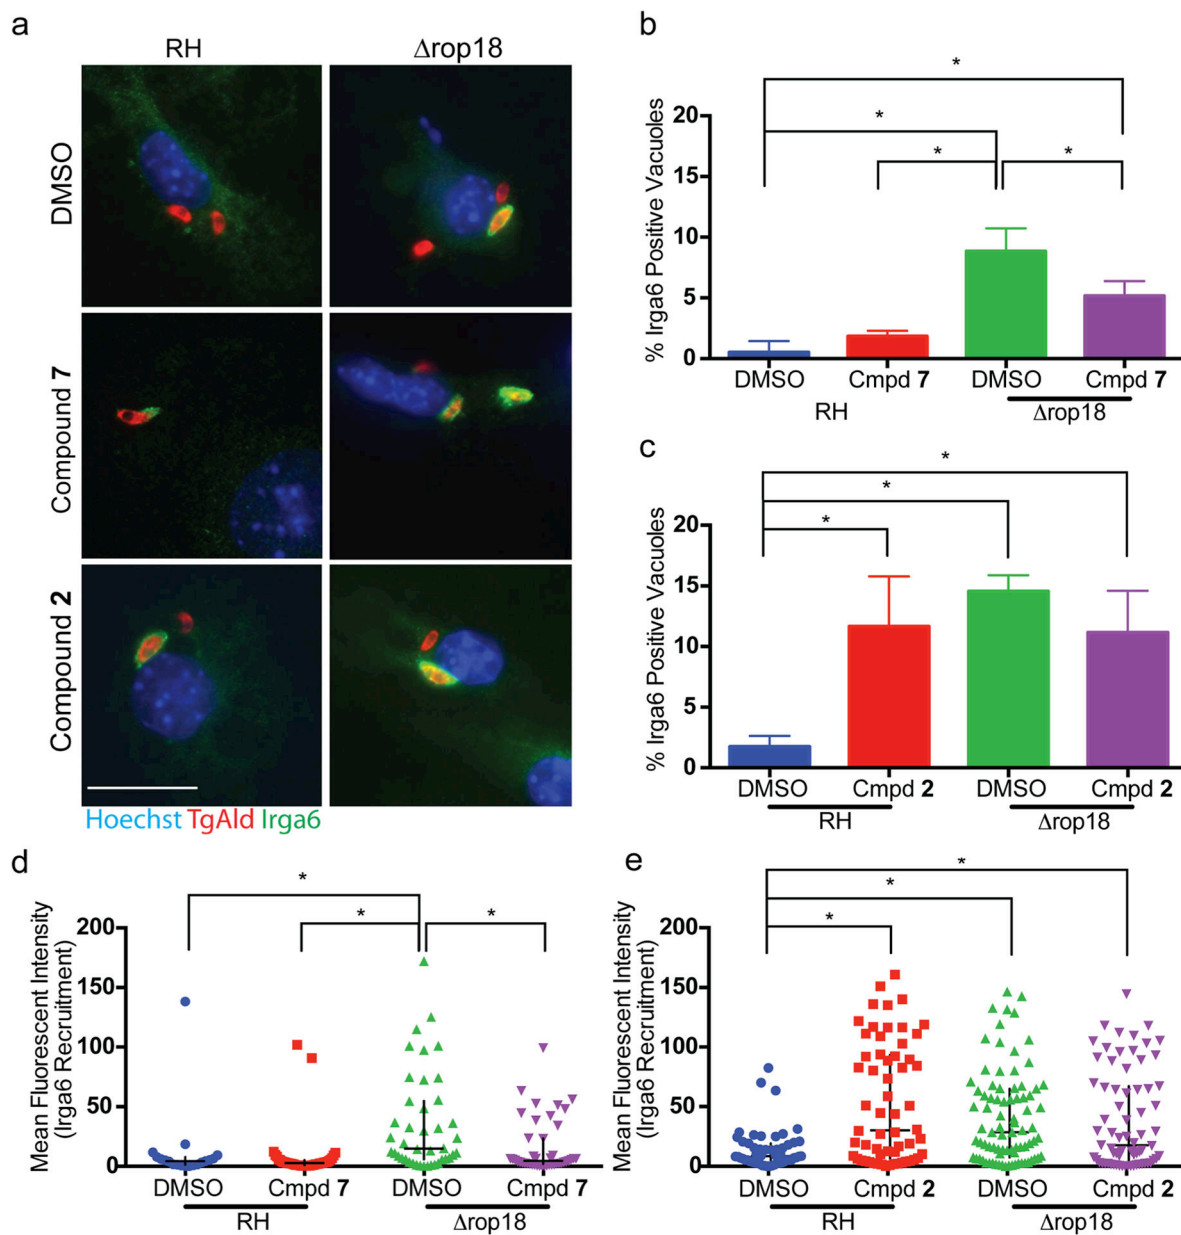 a
RH
Δrop18
DMSO
Compound 7
Compound 2
Hoechst TgAld Irga6
b
% Irga6 Positive Vacuoles
20
15
10
5
0
*
*
*
*
DMSO
Cmpd 7
DMSO
Cmpd 7
RH
Δrop18
c
% Irga6 Positive Vacuoles
20
15
10
5
0
*
*
*
DMSO
Cmpd 2
DMSO
Cmpd 2
RH
Δrop18
d
Mean Fluorescent Intensity
(Irga6 Recruitment)
200
150
100
50
0
*
*
*
DMSO
Cmpd 7
DMSO
Cmpd 7
RH
Δrop18
e
Mean Fluorescent Intensity
(Irga6 Recruitment)
200
150
100
50
0
*
*
*
DMSO
Cmpd 2
DMSO
Cmpd 2
RH
Δrop18